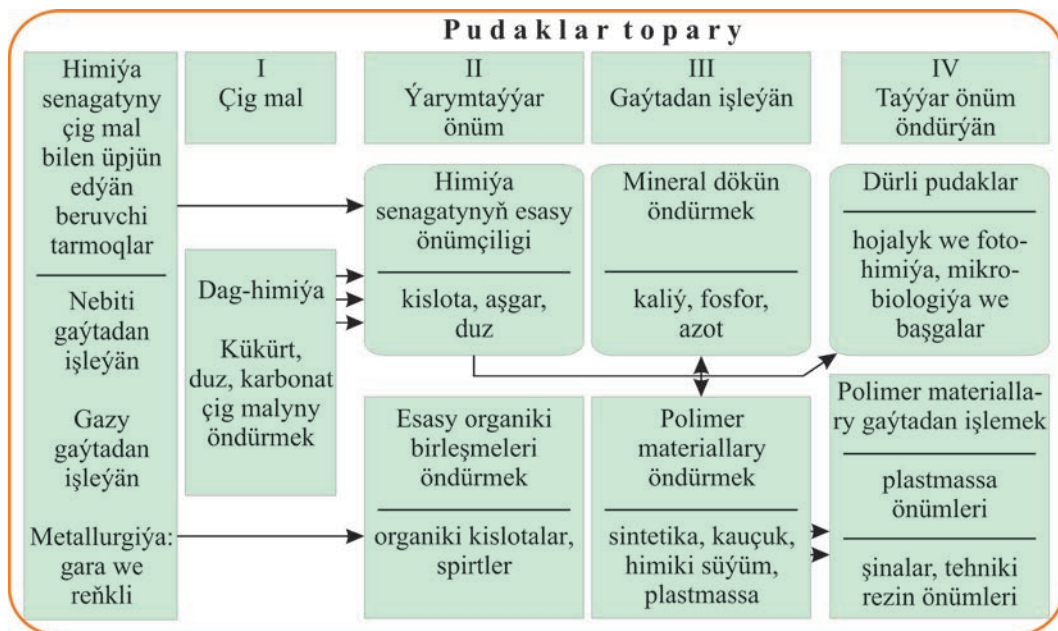 Pudaklar topary
Himiýa
senagatyny
çig mal
bilen üpjün
edýän
beruvchi
tarmoqlar
Nebiti
gaýtadan
işleýän
Gazy
gaýtadan
işleýän
Metallurgiýa:
gara we
reňkli
I
Çig mal
Dag-himiýa
Kükürt,
duz, karbonat
çig malyny
öndürmek
II
Ýarymtaýýar
önüm
Himiýa
senagatynyň esasy
önümçiligi
kislota, aşgar,
duz
Esasy organiki
birleşmeleri
öndürmek
organiki kislotalar,
spirtler
III
Gaýtadan işleýän
Mineral dökün
öndürmek
kaliý, fosfor,
azot
Polimer
materiallary
öndürmek
sintetika, kauçuk,
himiki süýüm,
plastmassa
IV
Taýýar önüm
öndürýän
Dürli pudaklar
hojalyk we foto-
himiýa, mikro-
biologiýa we
başgalar
Polimer materialla-
ry gaýtadan işlemek
plastmassa
önümleri
şinalar, tehniki
rezin önümleri